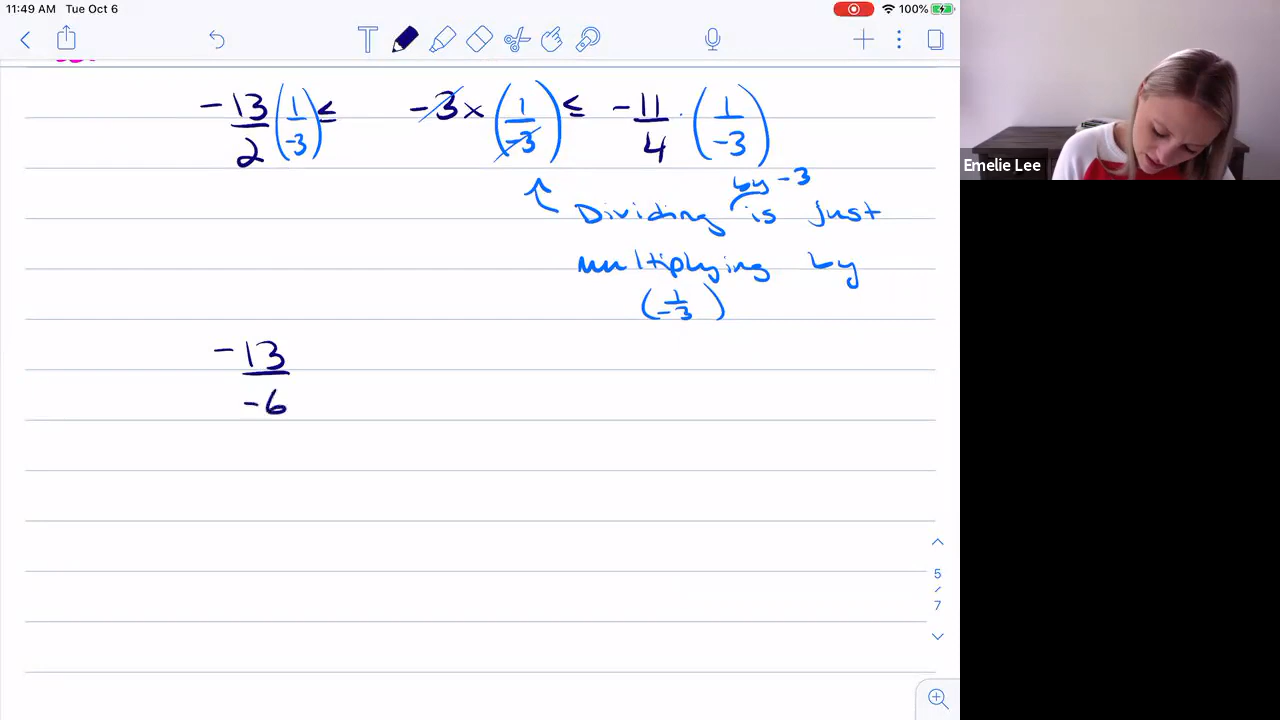 11:49 AM Tue Oct 6
100%
-13/2 (1/-3) ≤ -3x (1/-3) ≤ -11/4 · (1/-3)
by -3
Dividing is just
multiplying by
(1/-3)
-13/-6
5
/
7
Emelie Lee